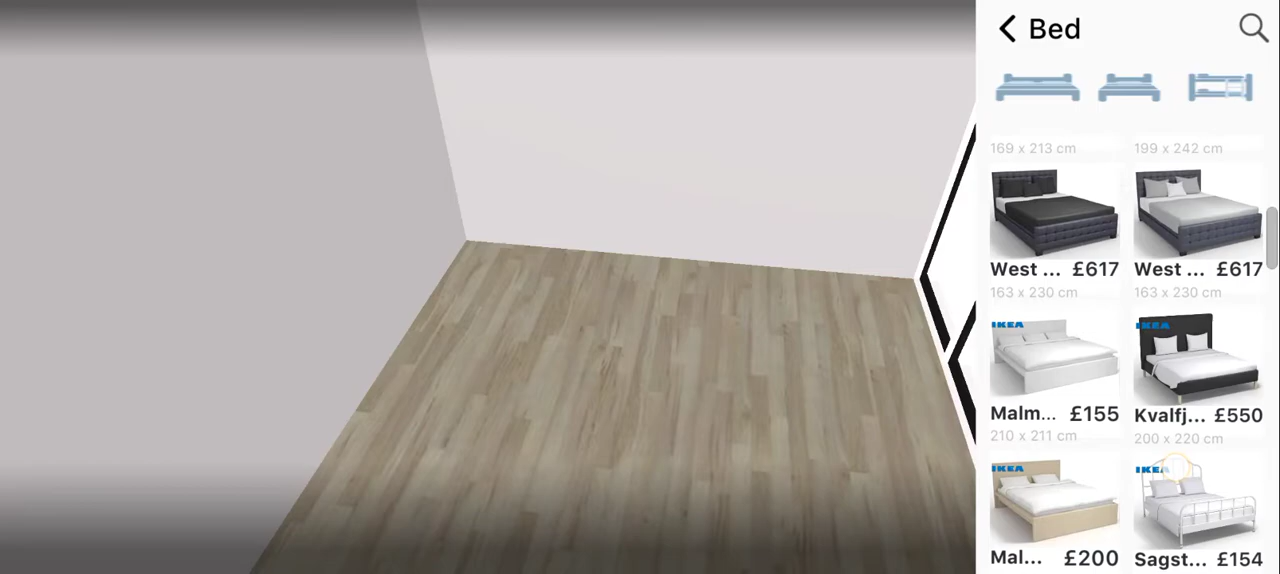 Bed
169 x 213 cm
199 x 242 cm
West ... £617
West ... £617
163 x 230 cm
163 x 230 cm
IKEA
IKEA
Malm... £155
Kvalfj... £550
210 x 211 cm
200 x 220 cm
IKEA
IKEA
Mal... £200
Sagst... £154